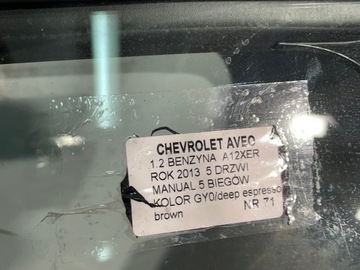 CHEVROLET AVEO
1.2 BENZYNA A12XER
ROK 2013 5 DRZWI
MANUAL 5 BIEGÓW
KOLOR GY0/deep espresso
brown NR 71